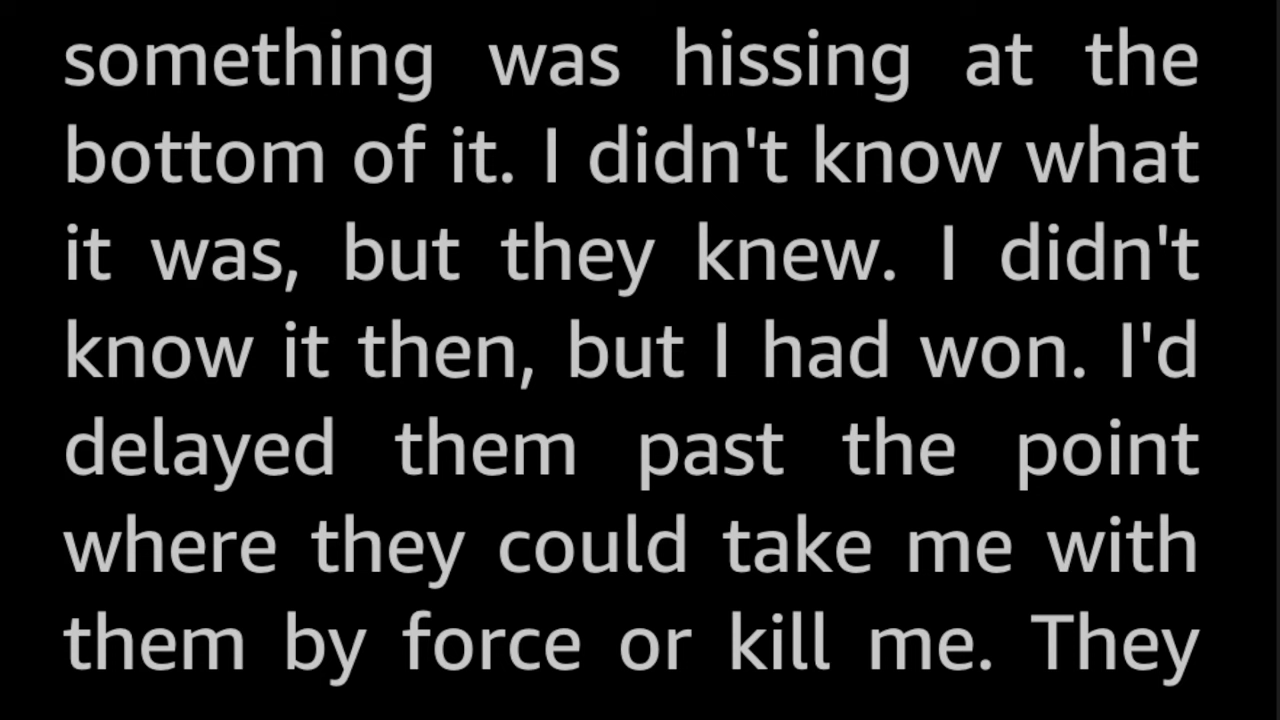 something was hissing at the
bottom of it. I didn't know what
it was, but they knew. I didn't
know it then, but I had won. I'd
delayed them past the point
where they could take me with
them by force or kill me. They